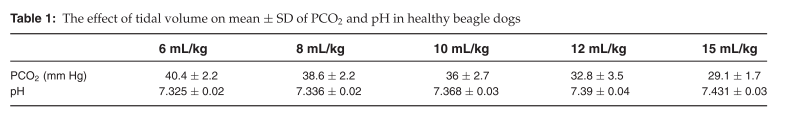 Table 1: The effect of tidal volume on mean ± SD of PCO₂ and pH in healthy beagle dogs
6 mL/kg 8 mL/kg 10 mL/kg 12 mL/kg 15 mL/kg
PCO₂ (mm Hg) 40.4 ± 2.2 38.6 ± 2.2 36 ± 2.7 32.8 ± 3.5 29.1 ± 1.7
pH 7.325 ± 0.02 7.336 ± 0.02 7.368 ± 0.03 7.39 ± 0.04 7.431 ± 0.03